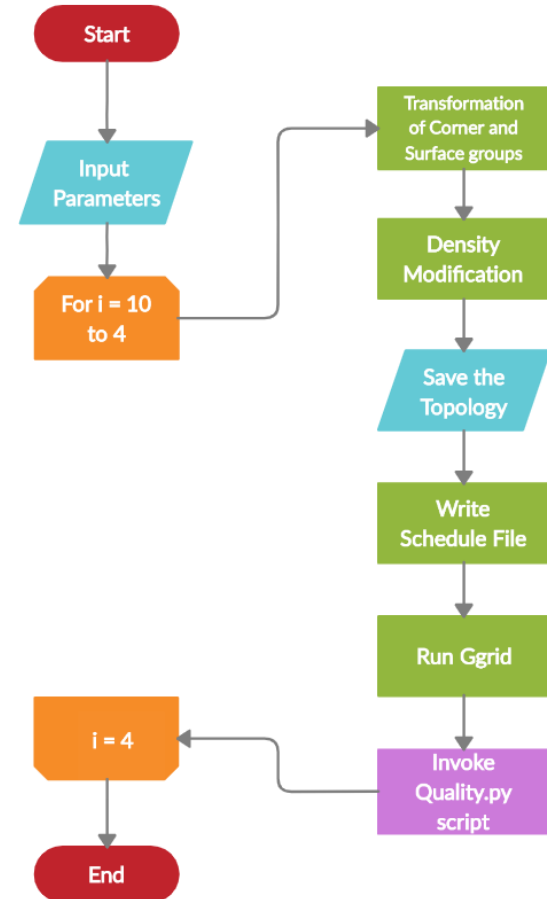 Start
Input
Parameters
For i = 10
to 4
Transformation
of Corner and
Surface groups
Density
Modification
Save the
Topology
Write
Schedule File
Run Ggrid
Invoke
Quality.py
script
i = 4
End